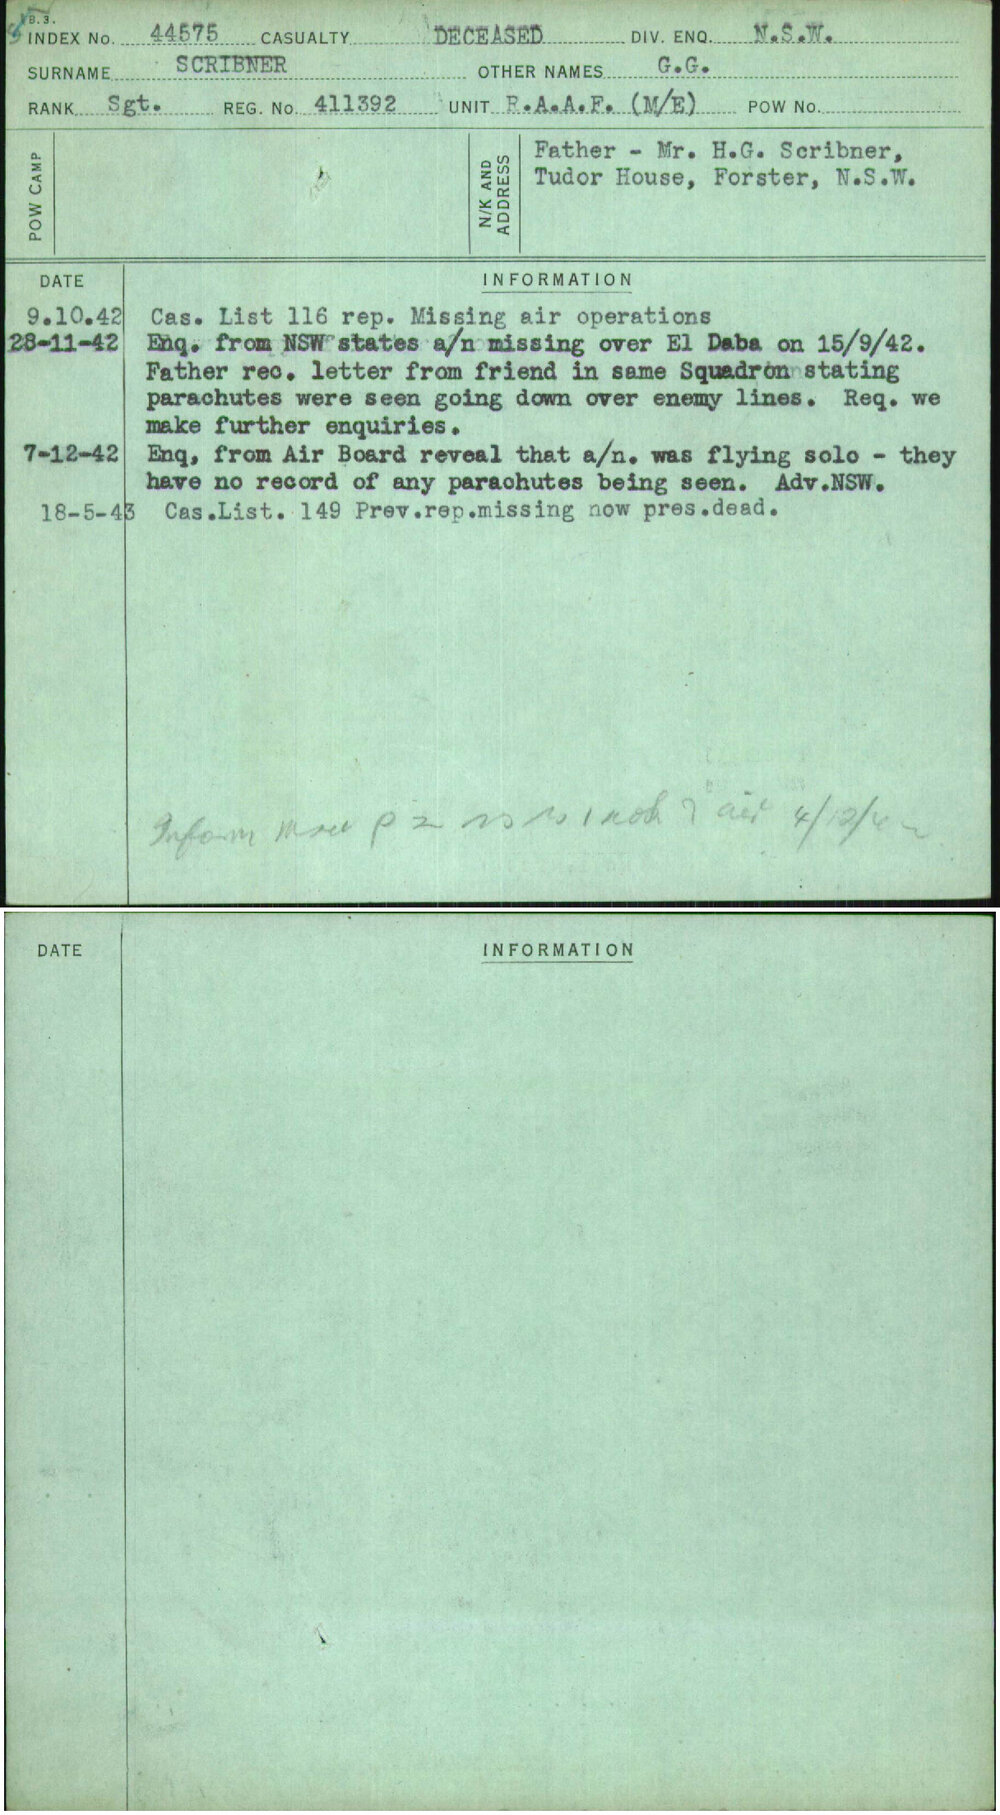 B.3.
INDEX No. 44575 CASUALTY DECEASED DIV. ENQ. N.S.W.
SURNAME SCRIBNER OTHER NAMES G.G.
RANK Sgt. REG. No. 411392 UNIT R.A.A.F. (M/E) POW No.
POW CAMP
N/K AND ADDRESS
Father - Mr. H.G. Scribner,
Tudor House, Forster, N.S.W.
DATE INFORMATION
9.10.42 Cas. List 116 rep. Missing air operations
28-11-42 Enq. from NSW states a/n missing over El Daba on 15/9/42.
Father rec. letter from friend in same Squadron stating
parachutes were seen going down over enemy lines. Req. we
make further enquiries.
7-12-42 Enq, from Air Board reveal that a/n. was flying solo - they
have no record of any parachutes being seen. Adv.NSW.
18-5-43 Cas.List. 149 Prev.rep.missing now pres.dead.
Inform
DATE INFORMATION